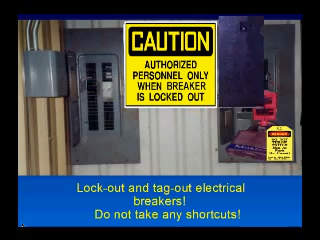 CAUTION
AUTHORIZED
PERSONNEL ONLY
WHEN BREAKER
IS LOCKED OUT
DANGER
Lock-out and tag-out electrical
breakers!
Do not take any shortcuts!